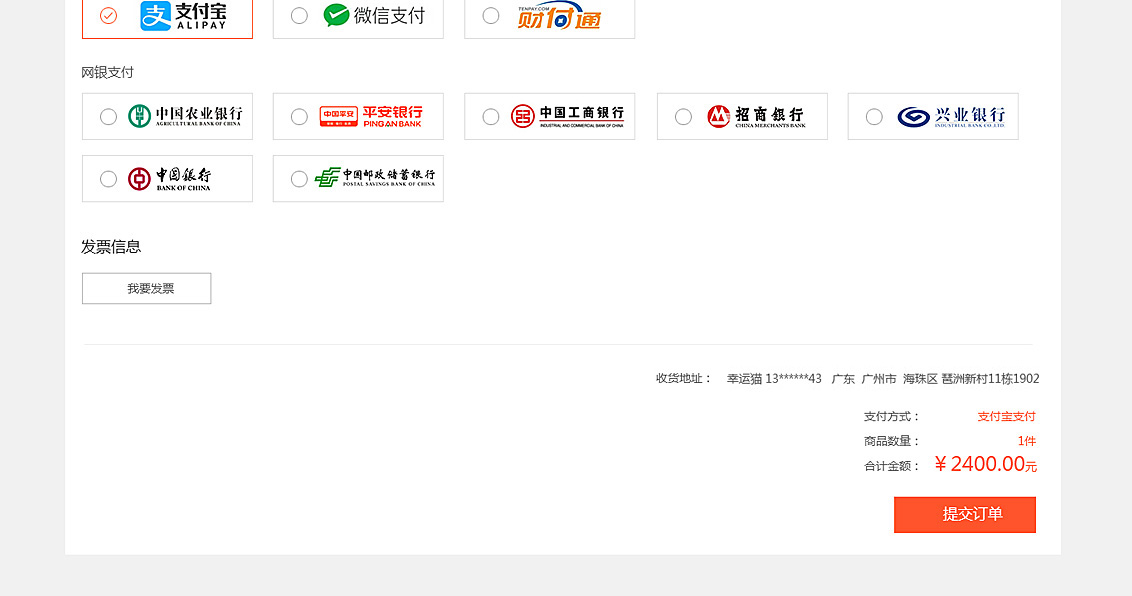 支付宝
ALIPAY
微信支付
TENPAY.COM
财付通
网银支付
中国农业银行
AGRICULTURAL BANK OF CHINA
中国平安
平安银行
PINGAN BANK
中国工商银行
INDUSTRIAL AND COMMERCIAL BANK OF CHINA
招商银行
CHINA MERCHANTS BANK
兴业银行
INDUSTRIAL BANK CO.,LTD.
中国银行
BANK OF CHINA
中国邮政储蓄银行
POSTAL SAVINGS BANK OF CHINA
发票信息
我要发票
收货地址： 幸运猫 13******43 广东 广州市 海珠区 琶洲新村11栋1902
支付方式： 支付宝支付
商品数量： 1件
合计金额： ￥2400.00元
提交订单